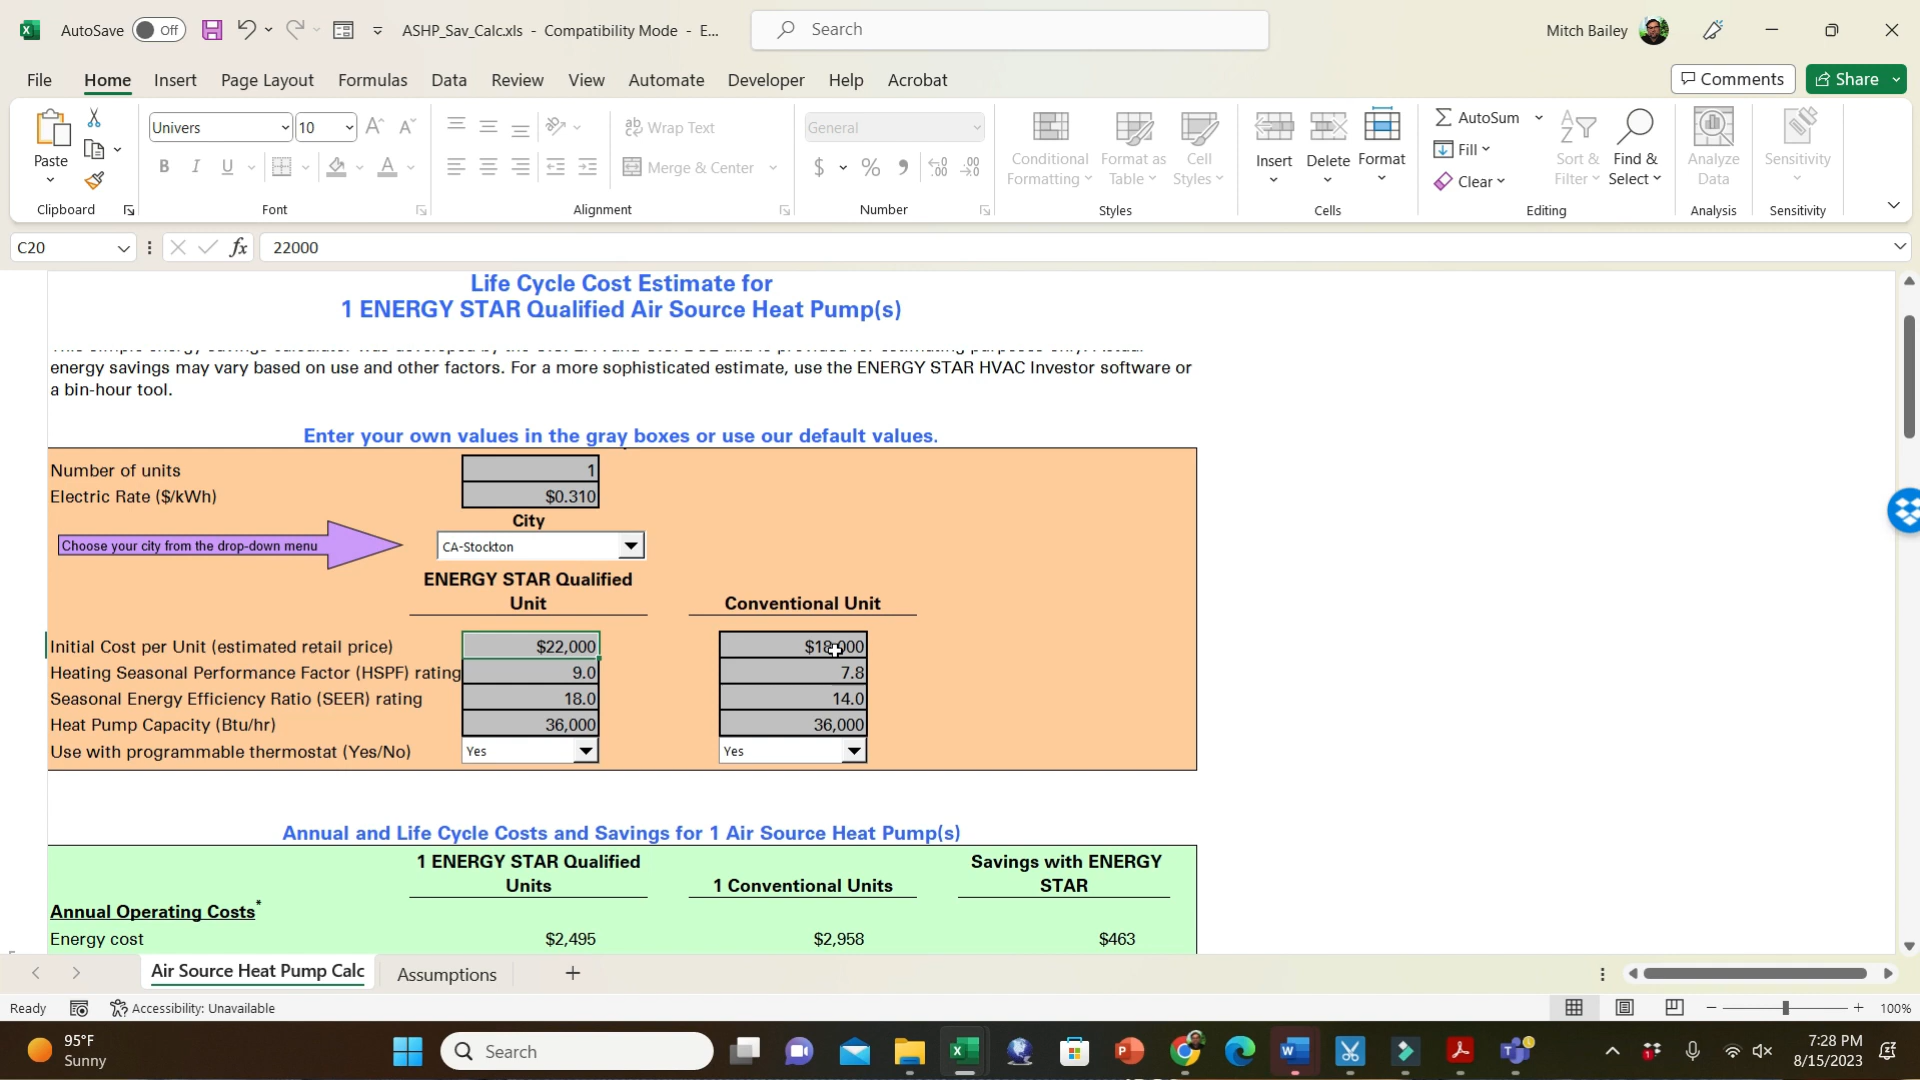 AutoSave Off ASHP_Sav_Calc.xls - Compatibility Mode - E... Search Mitch Bailey
File Home Insert Page Layout Formulas Data Review View Automate Developer Help Acrobat Comments Share
Paste Univers 10 Wrap Text General Conditional Formatting Format as Table Cell Styles Insert Delete Format AutoSum Fill Clear Sort & Filter Find & Select Analyze Data Sensitivity
B I U A Merge & Center $ %
Clipboard Font Alignment Number Styles Cells Editing Analysis Sensitivity
C20 fx 22000
Life Cycle Cost Estimate for
1 ENERGY STAR Qualified Air Source Heat Pump(s)
energy savings may vary based on use and other factors. For a more sophisticated estimate, use the ENERGY STAR HVAC Investor software or
a bin-hour tool.
Enter your own values in the gray boxes or use our default values.
Number of units 1
Electric Rate ($/kWh) $0.310
City
Choose your city from the drop-down menu CA-Stockton
ENERGY STAR Qualified
Unit Conventional Unit
Initial Cost per Unit (estimated retail price) $22,000 $18,000
Heating Seasonal Performance Factor (HSPF) rating 9.0 7.8
Seasonal Energy Efficiency Ratio (SEER) rating 18.0 14.0
Heat Pump Capacity (Btu/hr) 36,000 36,000
Use with programmable thermostat (Yes/No) Yes Yes
Annual and Life Cycle Costs and Savings for 1 Air Source Heat Pump(s)
1 ENERGY STAR Qualified Savings with ENERGY
Units 1 Conventional Units STAR
Annual Operating Costs*
Energy cost $2,495 $2,958 $463
Air Source Heat Pump Calc Assumptions
Ready Accessibility: Unavailable 100%
95°F
Sunny
Search
7:28 PM
8/15/2023